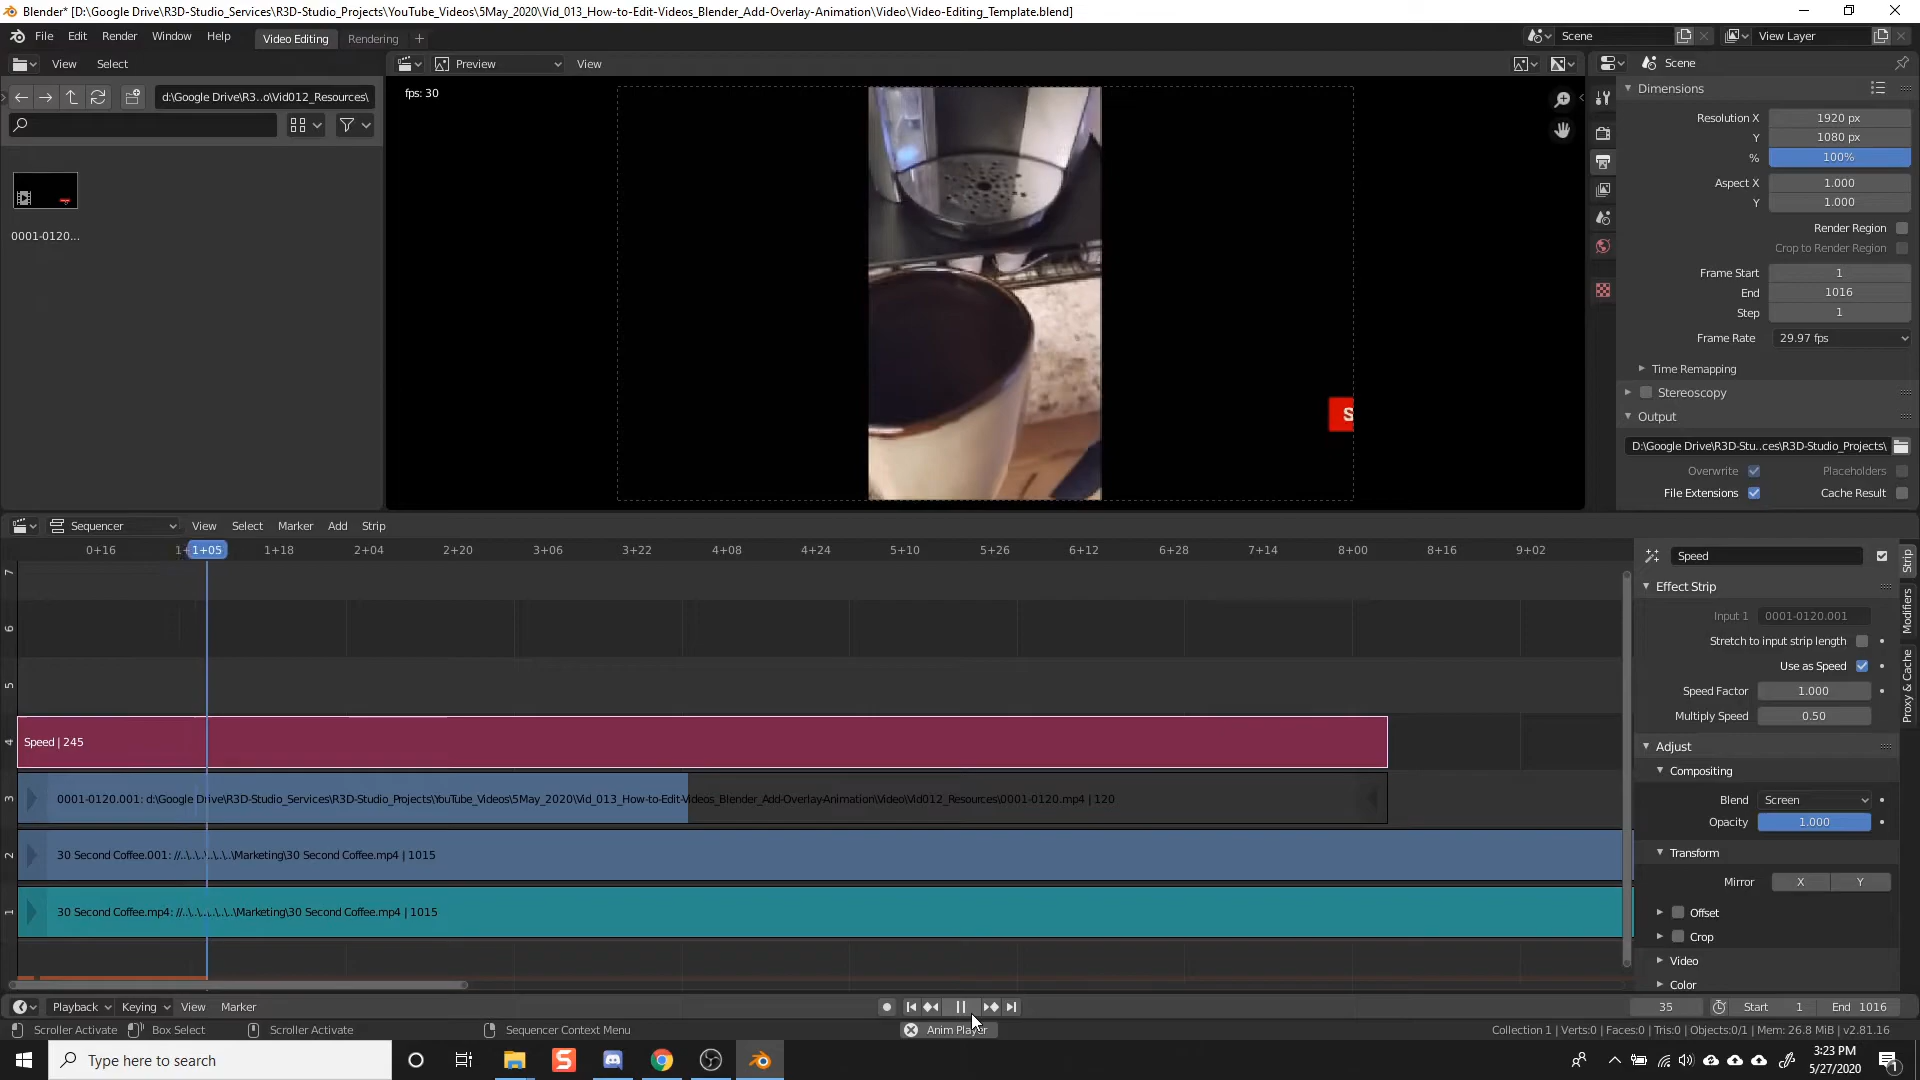 Blender* [D:\Google Drive\R3D-Studio_Services\R3D-Studio_Projects\YouTube_Videos\5May_2020\Vid_013_How-to-Edit-Videos_Blender_Add-Overlay-Animation\Video\Video-Editing_Template.blend]
File Edit Render Window Help Video Editing Rendering + Scene View Layer
View Select Preview View Scene
d:\Google Drive\R3..o\Vid012_Resources\
0001-0120...
fps: 30
S
Dimensions
Resolution X 1920 px
Y 1080 px
% 100%
Aspect X 1.000
Y 1.000
Render Region
Crop to Render Region
Frame Start 1
End 1016
Step 1
Frame Rate 29.97 fps
Time Remapping
Stereoscopy
Output
D:\Google Drive\R3D-Stu..ces\R3D-Studio_Projects\
Overwrite Placeholders
File Extensions Cache Result
Sequencer View Select Marker Add Strip
0+16 1+05 1+18 2+04 2+20 3+06 3+22 4+08 4+24 5+10 5+26 6+12 6+28 7+14 8+00 8+16 9+02
7
6
5
4 Speed | 245
3 0001-0120.001: d:\Google Drive\R3D-Studio_Services\R3D-Studio_Projects\YouTube_Videos\5May_2020\Vid_013_How-to-Edit-Videos_Blender_Add-Overlay-Animation\Video\Vid012_Resources\0001-0120.mp4 | 120
2 30 Second Coffee.001: //..\..\..\..\..\..\Marketing\30 Second Coffee.mp4 | 1015
1 30 Second Coffee.mp4: //..\..\..\..\..\..\Marketing\30 Second Coffee.mp4 | 1015
Speed
Effect Strip
Input 1 0001-0120.001
Stretch to input strip length
Use as Speed
Speed Factor 1.000
Multiply Speed 0.50
Adjust
Compositing
Blend Screen
Opacity 1.000
Transform
Mirror X Y
Offset
Crop
Video
Color
Strip
Modifiers
Proxy & Cache
Playback Keying View Marker 35 Start 1 End 1016
Scroller Activate Box Select Scroller Activate Sequencer Context Menu Anim Player Collection 1 | Verts:0 | Faces:0 | Tris:0 | Objects:0/1 | Mem: 26.8 MiB | v2.81.16
Type here to search
3:23 PM
5/27/2020
1